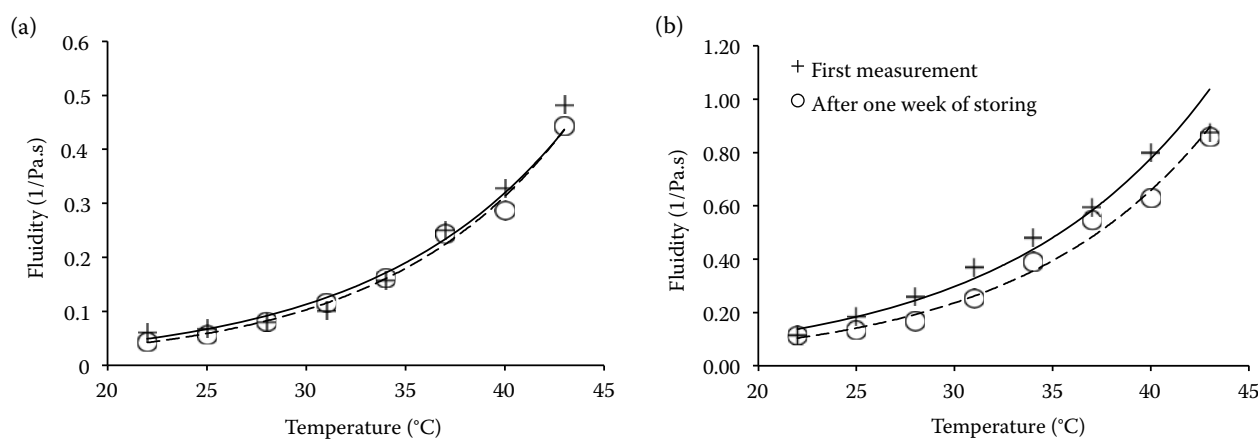 (a)
0.6
0.5
0.4
0.3
0.2
0.1
0
Fluidity (1/Pa.s)
20 25 30 35 40 45
Temperature (°C)
(b)
1.20
1.00
0.80
0.60
0.40
0.20
0.00
Fluidity (1/Pa.s)
First measurement
After one week of storing
20 25 30 35 40 45
Temperature (°C)